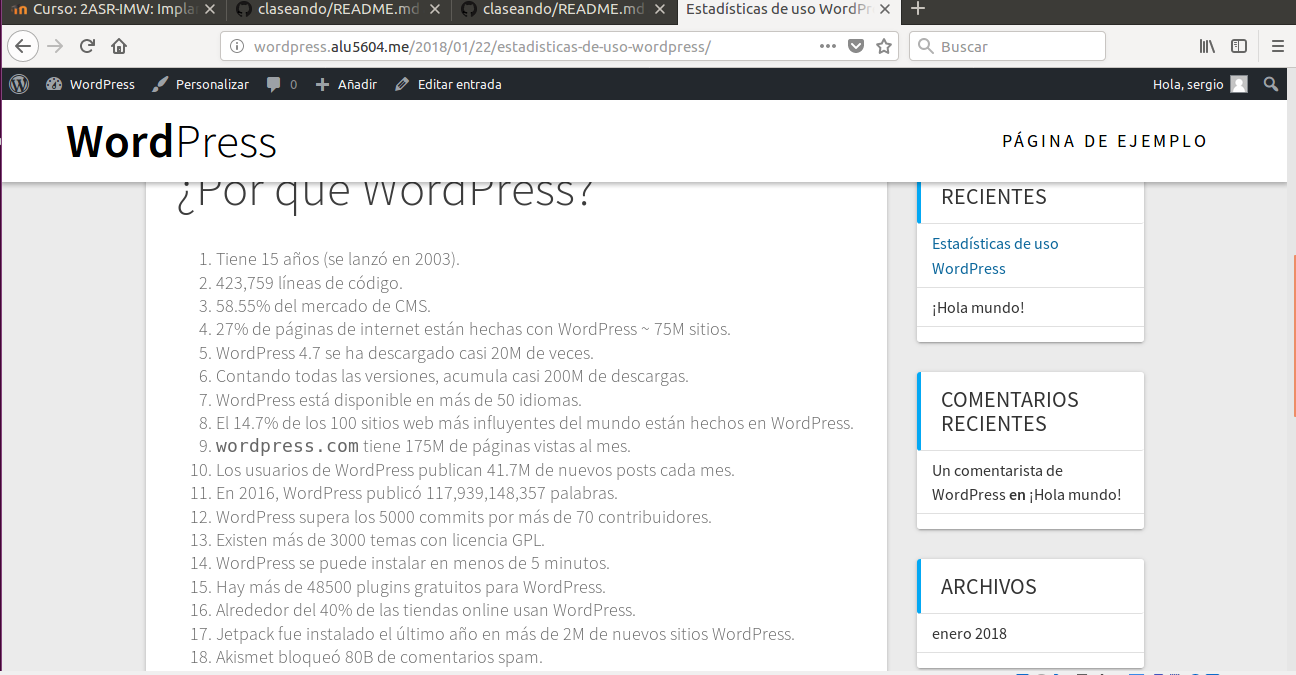 Curso: 2ASR-IMW: Impla
claseando/README.md
claseando/README.md
Estadísticas de uso WordPr
wordpress.alu5604.me/2018/01/22/estadisticas-de-uso-wordpress/
Buscar
WordPress
Personalizar
0
Añadir
Editar entrada
Hola, sergio
WordPress
PÁGINA DE EJEMPLO
¿Por qué WordPress?
1. Tiene 15 años (se lanzó en 2003).
2. 423,759 líneas de código.
3. 58.55% del mercado de CMS.
4. 27% de páginas de internet están hechas con WordPress ~ 75M sitios.
5. WordPress 4.7 se ha descargado casi 20M de veces.
6. Contando todas las versiones, acumula casi 200M de descargas.
7. WordPress está disponible en más de 50 idiomas.
8. El 14.7% de los 100 sitios web más influyentes del mundo están hechos en WordPress.
9. wordpress.com tiene 175M de páginas vistas al mes.
10. Los usuarios de WordPress publican 41.7M de nuevos posts cada mes.
11. En 2016, WordPress publicó 117,939,148,357 palabras.
12. WordPress supera los 5000 commits por más de 70 contribuidores.
13. Existen más de 3000 temas con licencia GPL.
14. WordPress se puede instalar en menos de 5 minutos.
15. Hay más de 48500 plugins gratuitos para WordPress.
16. Alrededor del 40% de las tiendas online usan WordPress.
17. Jetpack fue instalado el último año en más de 2M de nuevos sitios WordPress.
18. Akismet bloqueó 80B de comentarios spam.
RECIENTES
Estadísticas de uso
WordPress
¡Hola mundo!
COMENTARIOS
RECIENTES
Un comentarista de
WordPress en ¡Hola mundo!
ARCHIVOS
enero 2018